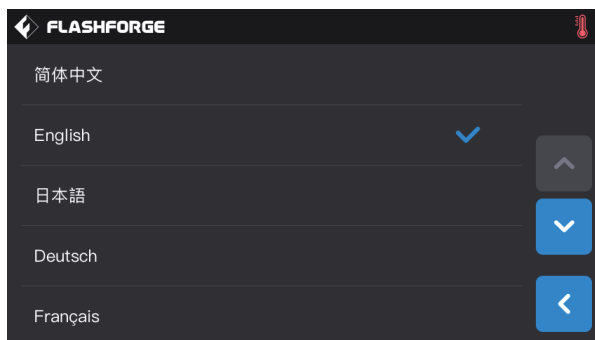 FLASHFORGE
简体中文
English
日本語
Deutsch
Français